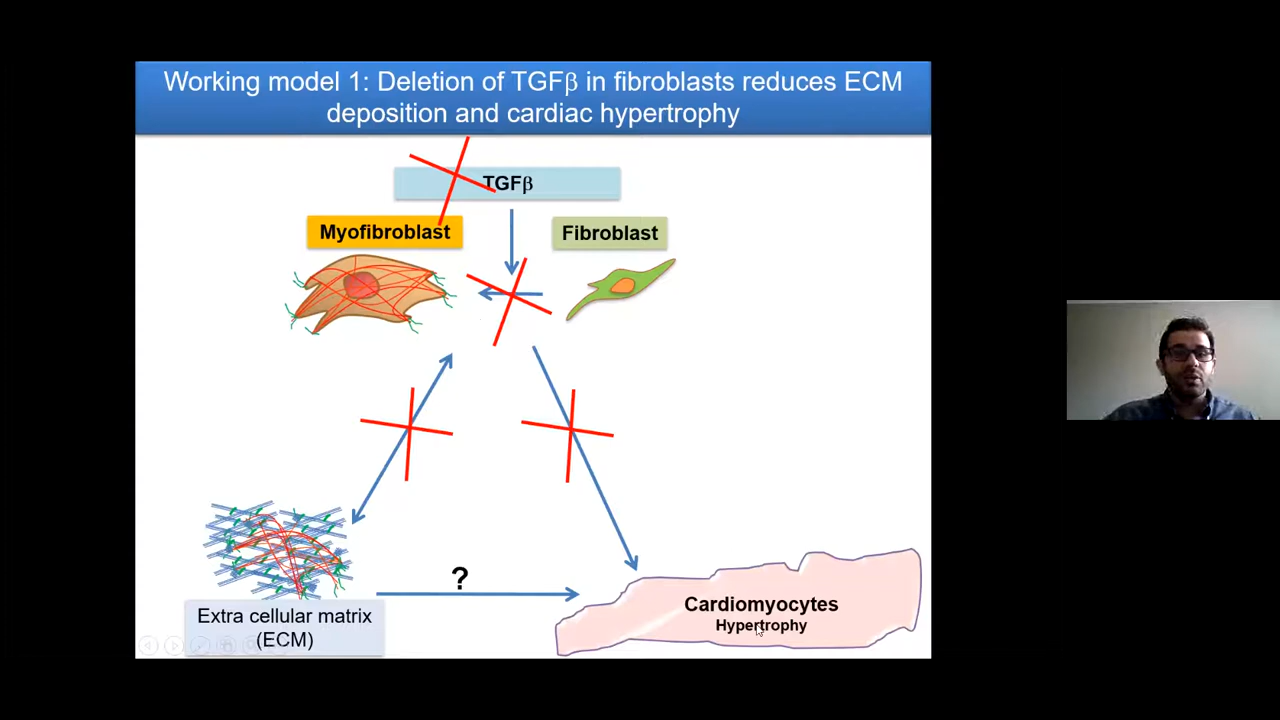 Working model 1: Deletion of TGFβ in fibroblasts reduces ECM
deposition and cardiac hypertrophy
TGFβ
Myofibroblast
Fibroblast
?
Extra cellular matrix
(ECM)
Cardiomyocytes
Hypertrophy